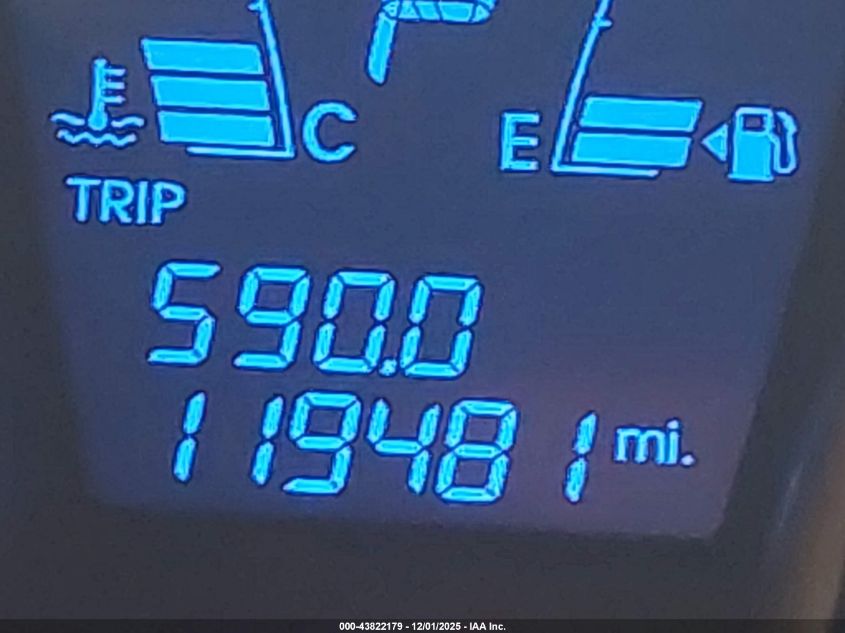 P
C
E
TRIP
590.0
119481 mi.
000-43822179 - 12/01/2025 - IAA Inc.